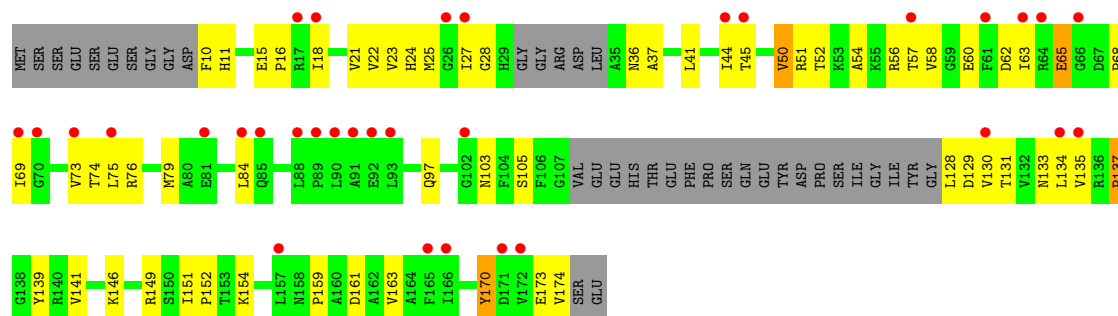 MET SER SER GLU SER GLU SER GLY GLY ASP F10 H11 E15 P16 R17 I18 V21 V22 V23 H24 M25 G26 I27 G28 H29 GLY GLY ARG ASP LEU A35 N36 A37 L41 I44 T45 V50 R51 T52 K53 A54 K55 R56 T57 V58 G59 E60 F61 D62 I63 R64 E65 G66 D67 P68
I69 G70 V73 T74 L75 R76 M79 A80 E81 L84 Q85 L88 P89 L90 A91 E92 L93 Q97 G102 N103 F104 S105 F106 G107 VAL GLU GLU HIS THR GLU PHE PRO SER GLN GLU TYR ASP PRO SER ILE GLY ILE TYR GLY L128 D129 V130 T131 V132 N133 L134 V135 R136 P137
G138 Y139 R140 V141 K146 R149 S150 I151 P152 T153 K154 L157 N158 P159 A160 D161 A162 V163 A164 F165 I166 Y170 D171 V172 E173 V174 SER GLU